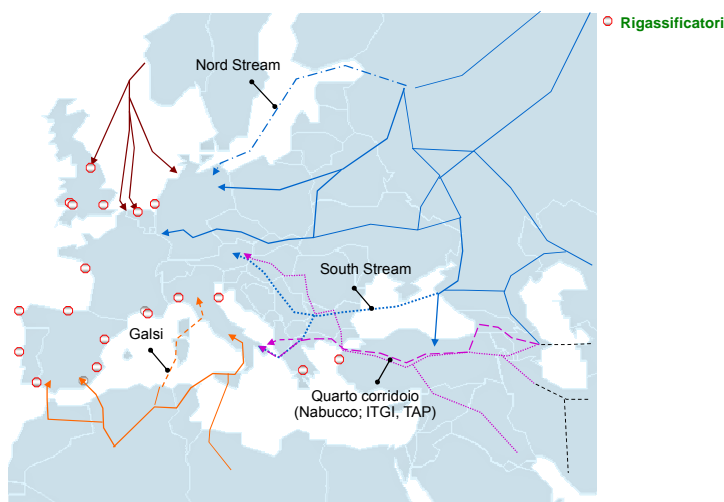 Rigassificatori
Nord Stream
South Stream
Galsi
Quarto corridoio
(Nabucco; ITGI, TAP)